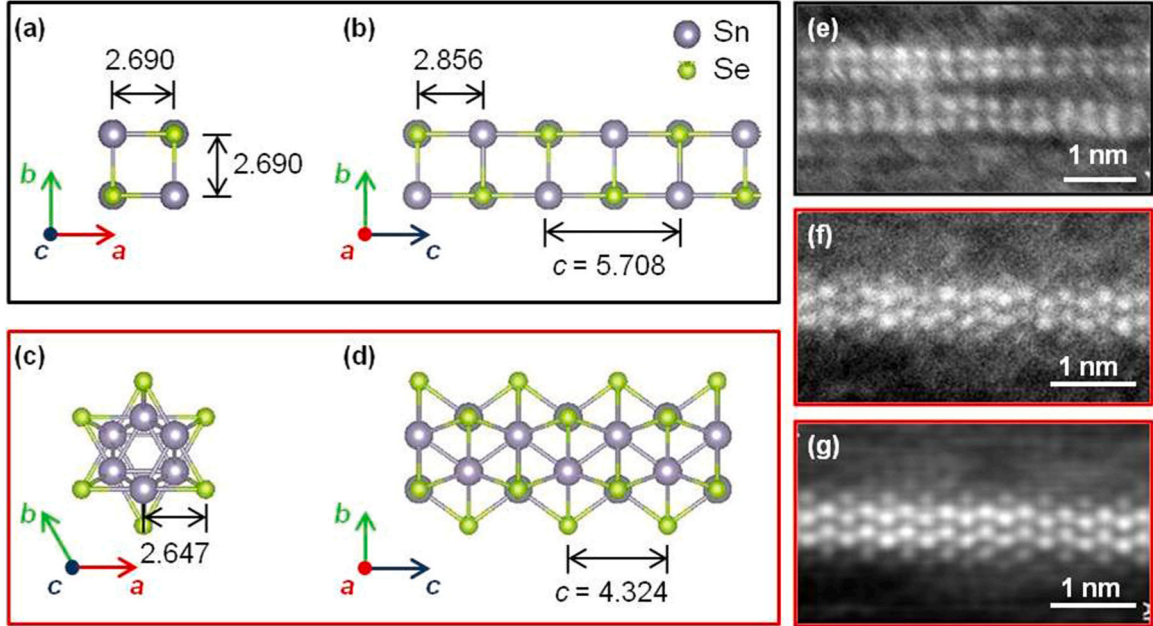 (a)
2.690
2.690
b
c
a
(b)
2.856
Sn
Se
b
a
c
c = 5.708
(c)
b
2.647
c
a
(d)
b
a
c
c = 4.324
(e)
1 nm
(f)
1 nm
(g)
1 nm